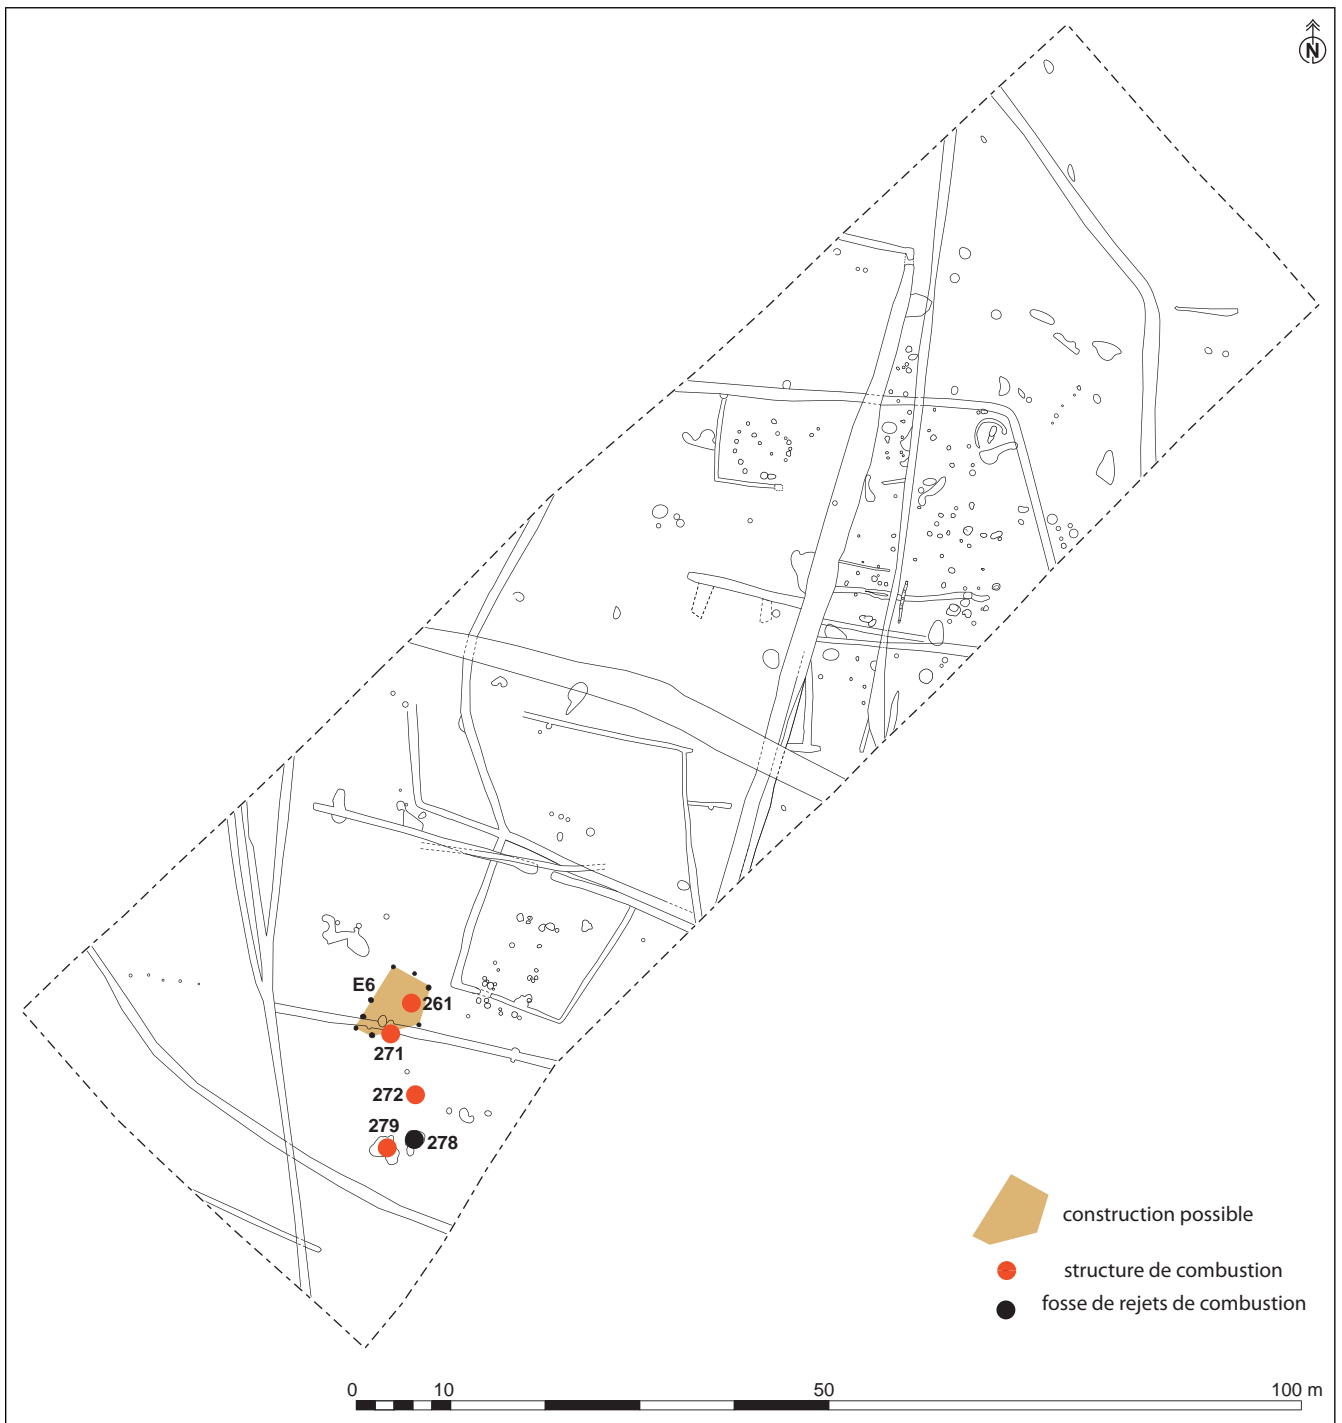 N
E6
261
271
272
279
278
construction possible
structure de combustion
fosse de rejets de combustion
0 10 50 100 m